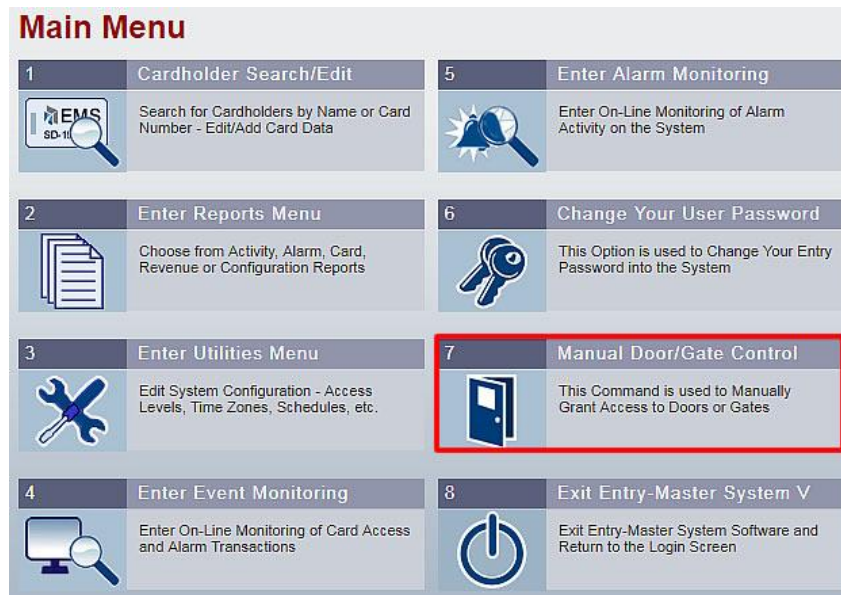 Main Menu
1 Cardholder Search/Edit
EMS
Search for Cardholders by Name or Card
Number - Edit/Add Card Data
2 Enter Reports Menu
Choose from Activity, Alarm, Card,
Revenue or Configuration Reports
3 Enter Utilities Menu
Edit System Configuration - Access
Levels, Time Zones, Schedules, etc.
4 Enter Event Monitoring
Enter On-Line Monitoring of Card Access
and Alarm Transactions
5 Enter Alarm Monitoring
Enter On-Line Monitoring of Alarm
Activity on the System
6 Change Your User Password
This Option is used to Change Your Entry
Password into the System
7 Manual Door/Gate Control
This Command is used to Manually
Grant Access to Doors or Gates
8 Exit Entry-Master System V
Exit Entry-Master System Software and
Return to the Login Screen